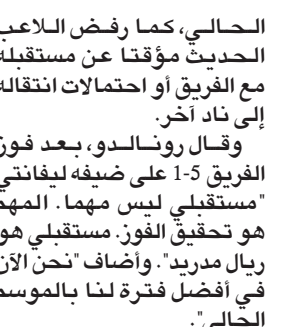 الحالي، كما رفض اللاعب
الحديث مؤقتا عن مستقبله
مع الفريق أو احتمالات انتقاله
إلى ناد آخر.
وقال رونالدو، بعد فوز
الفريق 5-1 على ضيفه ليفانتي
"مستقبلي ليس مهما. المهم
هو تحقيق الفوز. مستقبلي هو
ريال مدريد". وأضاف "نحن الآن
في أفضل فترة لنا بالموسم
الحالي".